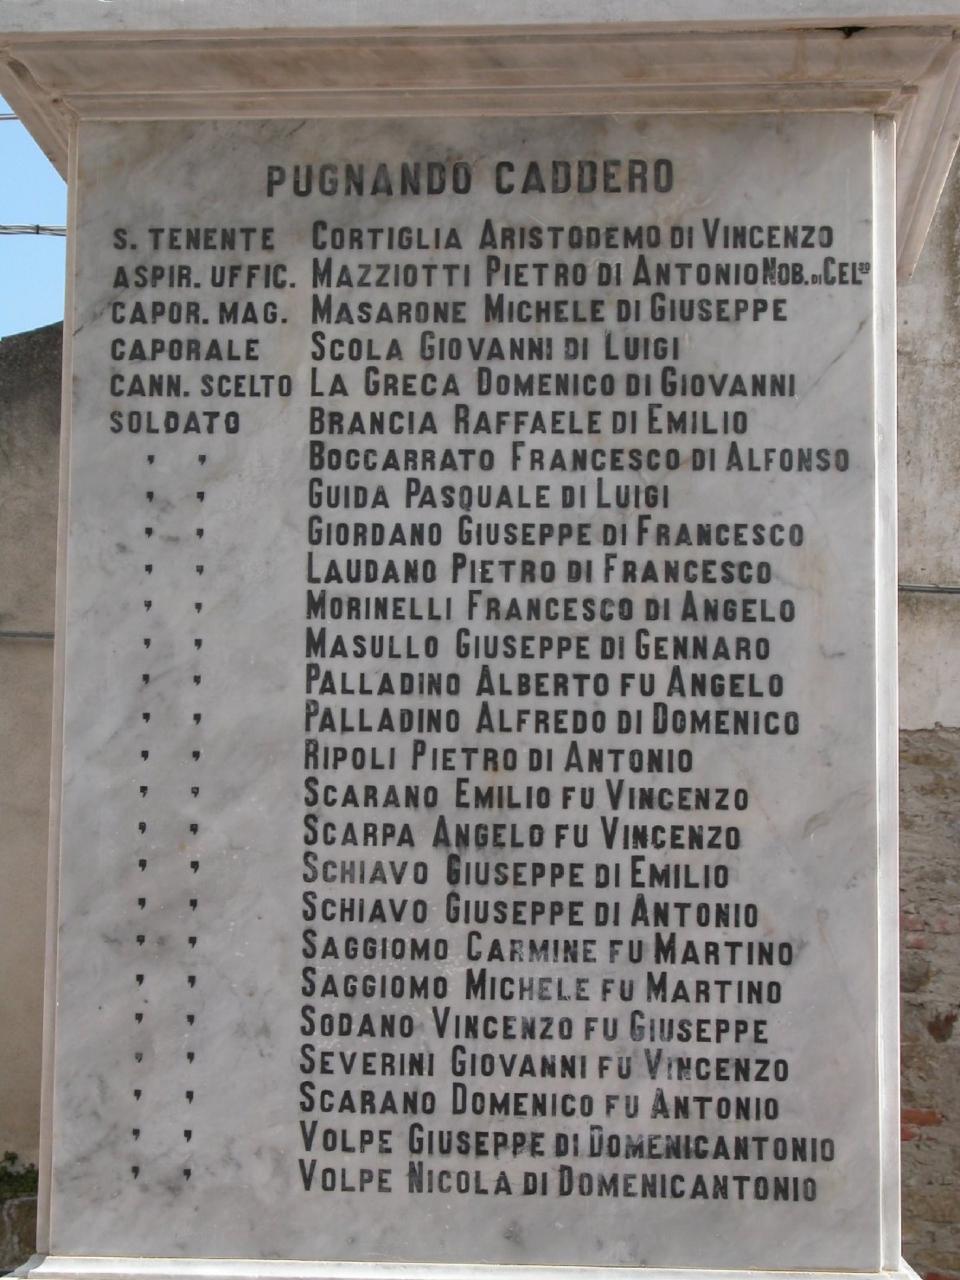 PUGNANDO CADDERO
S. TENENTE CORTIGLIA ARISTODEMO DI VINCENZO
ASPIR. UFFIC. MAZZIOTTI PIETRO DI ANTONIO NOB. DI CEL.SO
CAPOR. MAG. MASARONE MICHELE DI GIUSEPPE
CAPORALE SCOLA GIOVANNI DI LUIGI
CANN. SCELTO LA GRECA DOMENICO DI GIOVANNI
SOLDATO BRANCIA RAFFAELE DI EMILIO
" " BOCCARRATO FRANCESCO DI ALFONSO
" " GUIDA PASQUALE DI LUIGI
" " GIORDANO GIUSEPPE DI FRANCESCO
" " LAUDANO PIETRO DI FRANCESCO
" " MORINELLI FRANCESCO DI ANGELO
" " MASULLO GIUSEPPE DI GENNARO
" " PALLADINO ALBERTO FU ANGELO
" " PALLADINO ALFREDO DI DOMENICO
" " RIPOLI PIETRO DI ANTONIO
" " SCARANO EMILIO FU VINCENZO
" " SCARPA ANGELO FU VINCENZO
" " SCHIAVO GIUSEPPE DI EMILIO
" " SCHIAVO GIUSEPPE DI ANTONIO
" " SAGGIOMO CARMINE FU MARTINO
" " SAGGIOMO MICHELE FU MARTINO
" " SODANO VINCENZO FU GIUSEPPE
" " SEVERINI GIOVANNI FU VINCENZO
" " SCARANO DOMENICO FU ANTONIO
" " VOLPE GIUSEPPE DI DOMENICANTONIO
" " VOLPE NICOLA DI DOMENICANTONIO